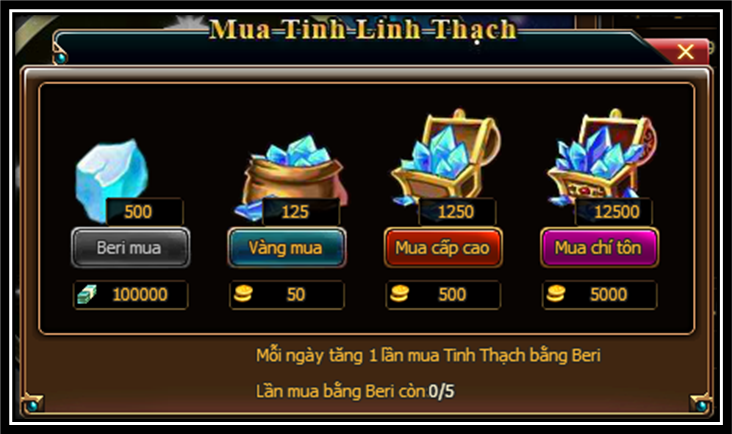 Mua Tinh Linh Thạch
500 125 1250 12500
Beri mua Vàng mua Mua cấp cao Mua chí tôn
100000 50 500 5000
Mỗi ngày tăng 1 lần mua Tinh Thạch bằng Beri
Lần mua bằng Beri còn 0/5